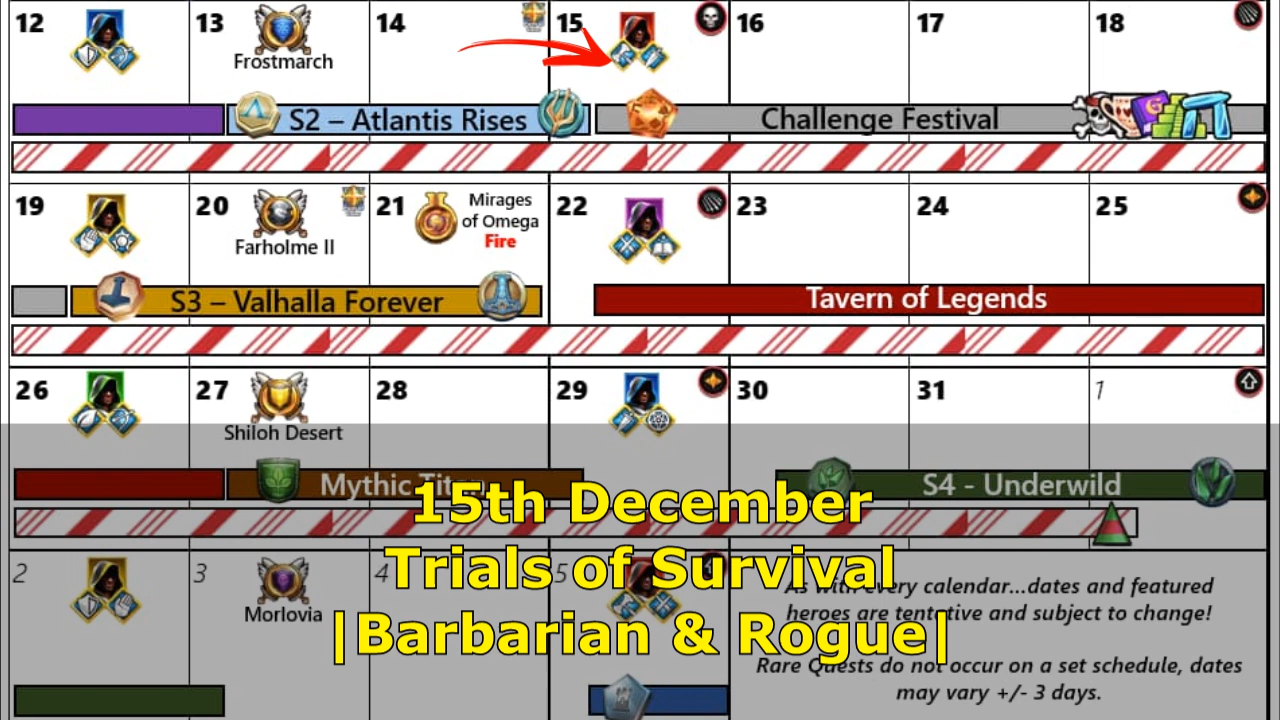 12
13
14
15
16
17
18
Frostmarch
S2 – Atlantis Rises
Challenge Festival
19
20
21
22
23
24
25
Mirages
of Omega
Fire
Farholme II
S3 – Valhalla Forever
Tavern of Legends
26
27
28
29
30
31
1
Shiloh Desert
Mythic Titan
S4 - Underwild
15th December
Trials of Survival
|Barbarian & Rogue|
2
3
4
5
Morlovia
As with every calendar...dates and featured
heroes are tentative and subject to change!
Rare Quests do not occur on a set schedule, dates
may vary +/- 3 days.